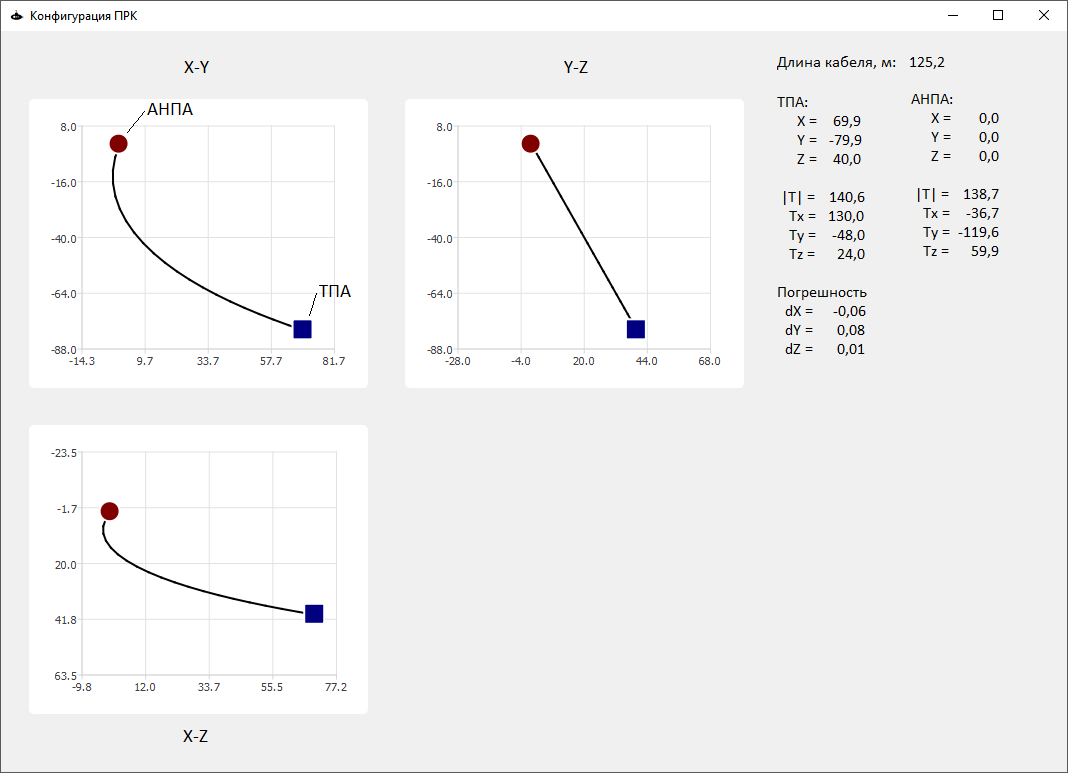 Конфигурация ПРК
X-Y
АНПА
8.0
-16.0
-40.0
-64.0
-88.0
ТПА
-14.3 9.7 33.7 57.7 81.7
Y-Z
8.0
-16.0
-40.0
-64.0
-88.0
-28.0 -4.0 20.0 44.0 68.0
Длина кабеля, м: 125,2
ТПА:
X = 69,9
Y = -79,9
Z = 40,0
|T| = 140,6
Tx = 130,0
Ty = -48,0
Tz = 24,0
АНПА:
X = 0,0
Y = 0,0
Z = 0,0
|T| = 138,7
Tx = -36,7
Ty = -119,6
Tz = 59,9
Погрешность
dX = -0,06
dY = 0,08
dZ = 0,01
-23.5
-1.7
20.0
41.8
63.5
-9.8 12.0 33.7 55.5 77.2
X-Z